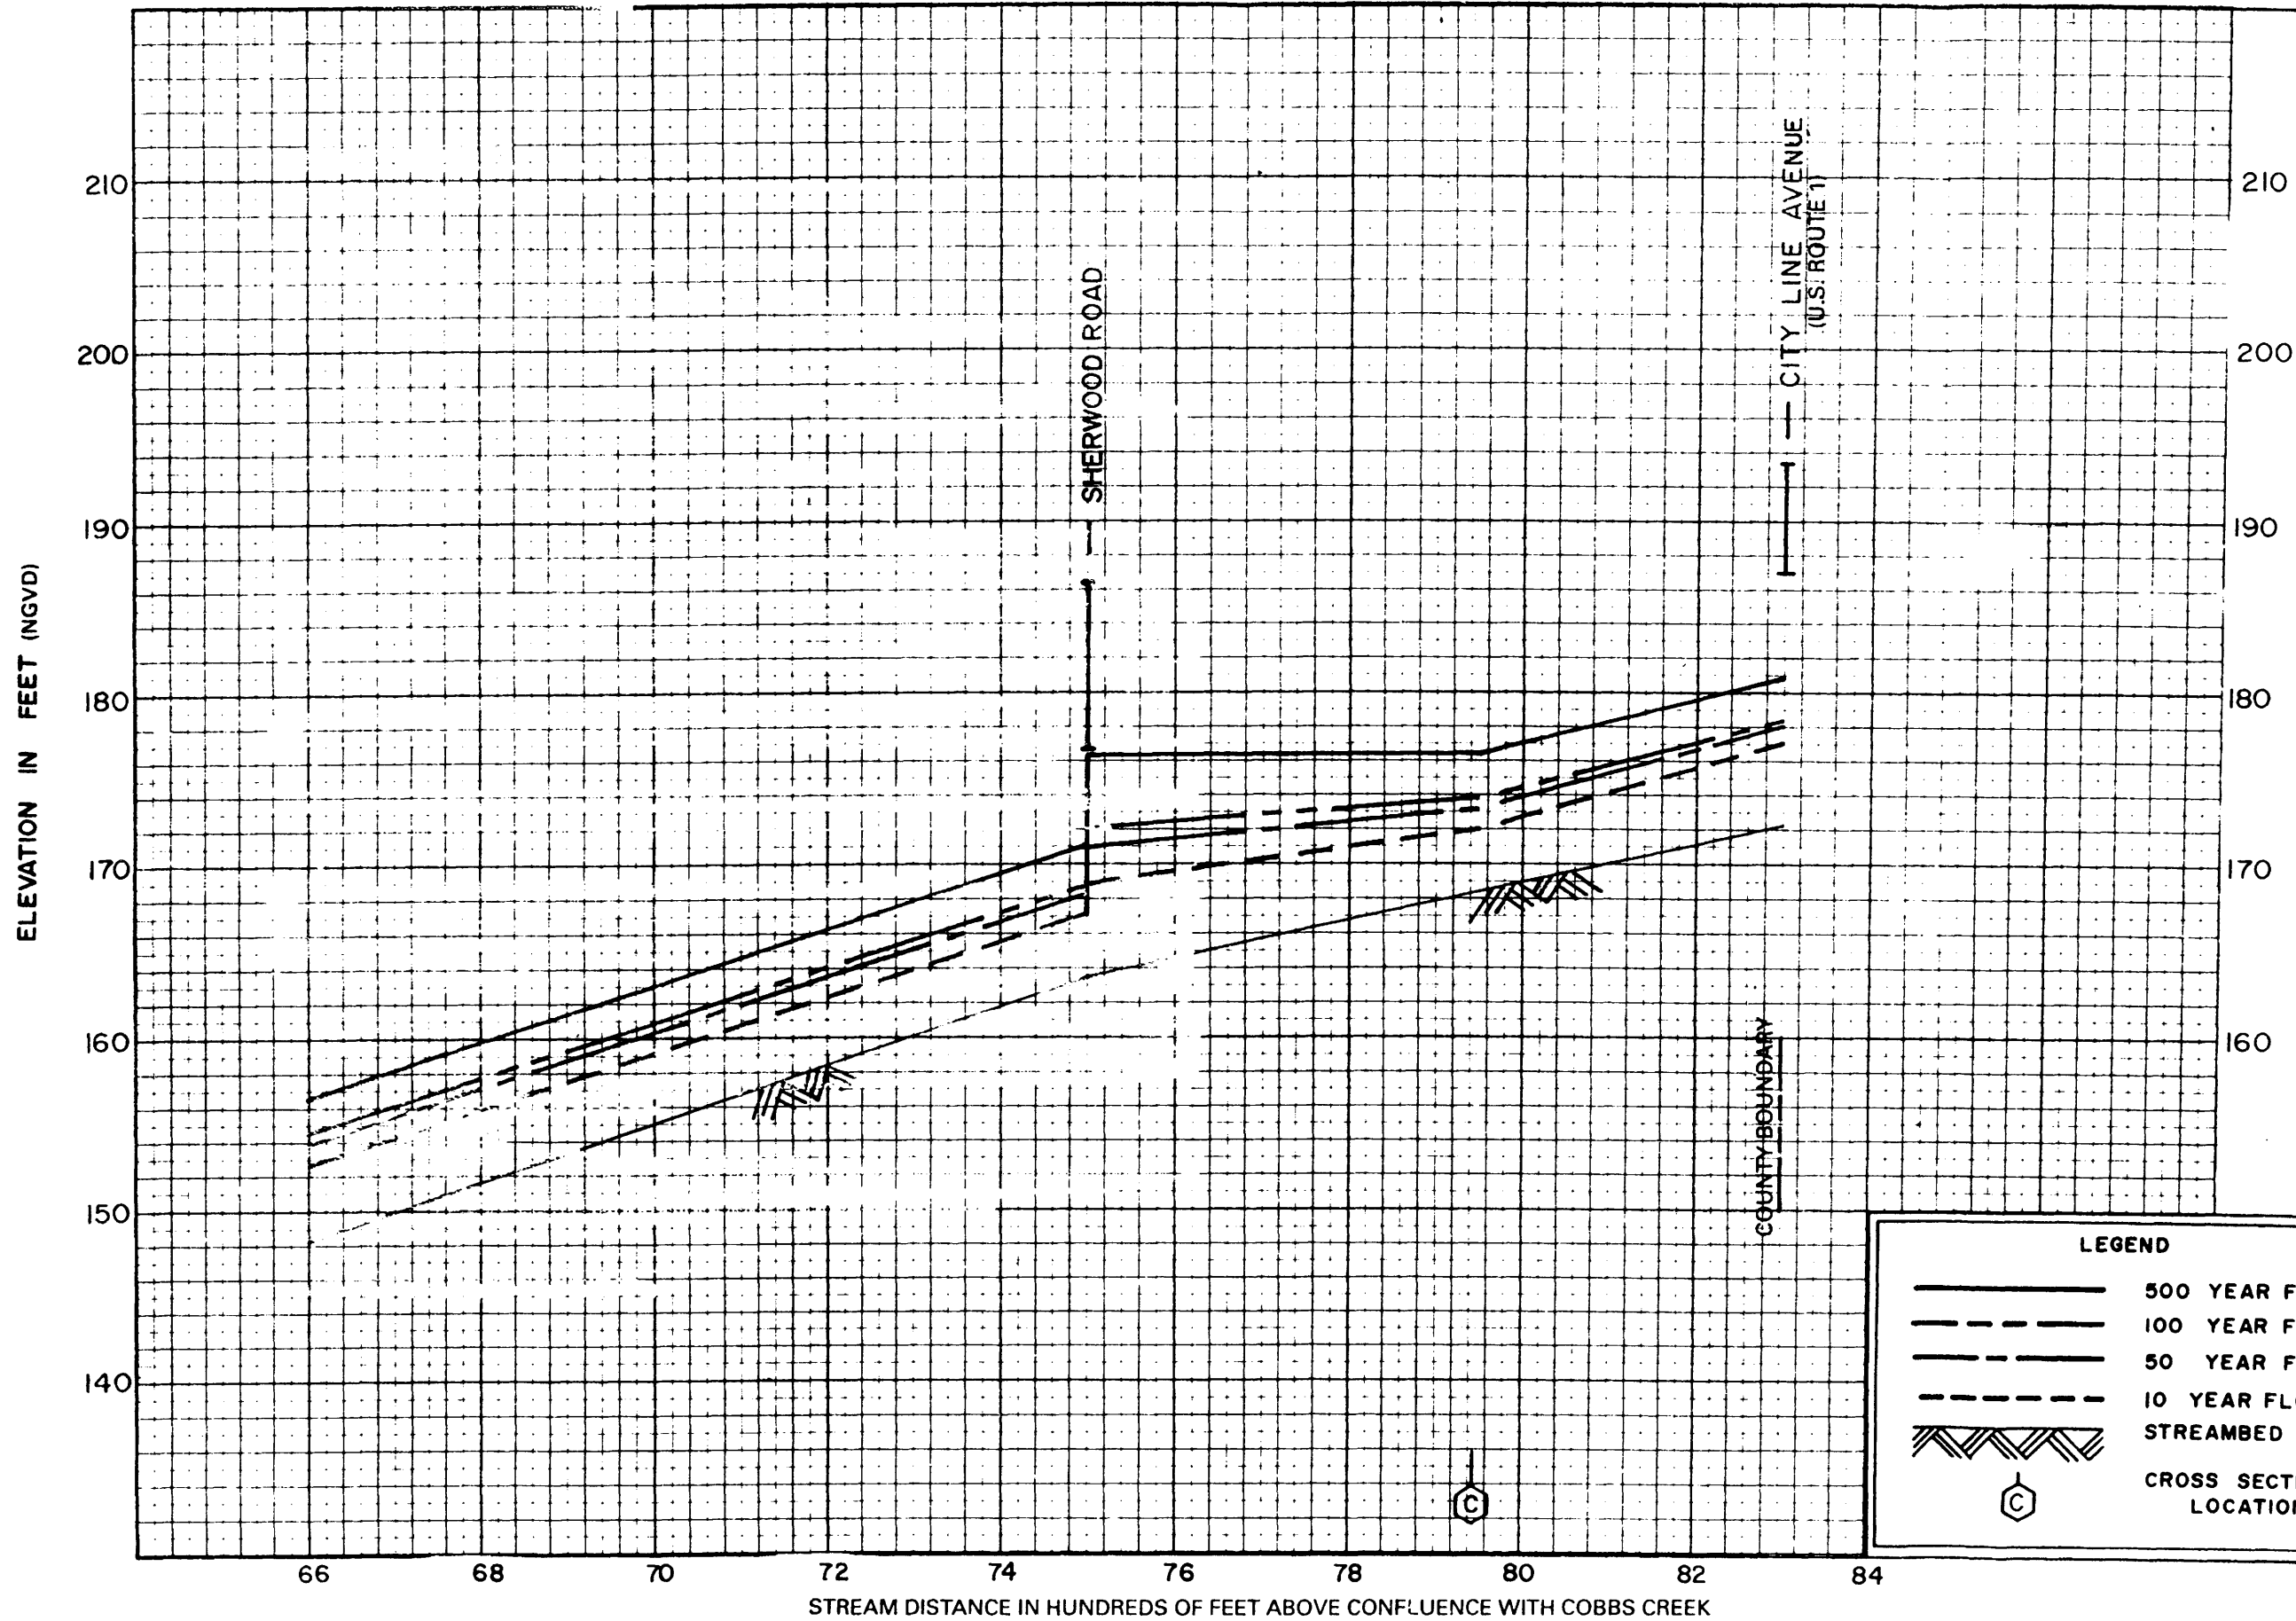 ELEVATION IN FEET (NGVD)
210
200
190
180
170
160
150
140
SHERWOOD ROAD
CITY LINE AVENUE
(U.S. ROUTE 1)
COUNTY BOUNDARY
210
200
190
180
170
160
C
66 68 70 72 74 76 78 80 82 84
STREAM DISTANCE IN HUNDREDS OF FEET ABOVE CONFLUENCE WITH COBBS CREEK
LEGEND
500 YEAR F
100 YEAR F
50 YEAR F
10 YEAR FL
STREAMBED
C
CROSS SECT
LOCATION